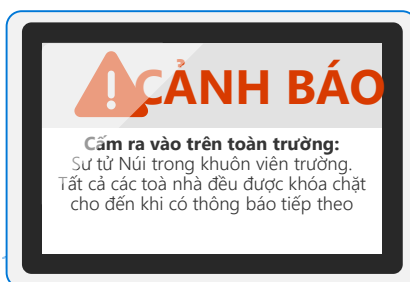 CẢNH BÁO
Cấm ra vào trên toàn trường:
Sư tử Núi trong khuôn viên trường.
Tất cả các toà nhà đều được khóa chặt
cho đến khi có thông báo tiếp theo